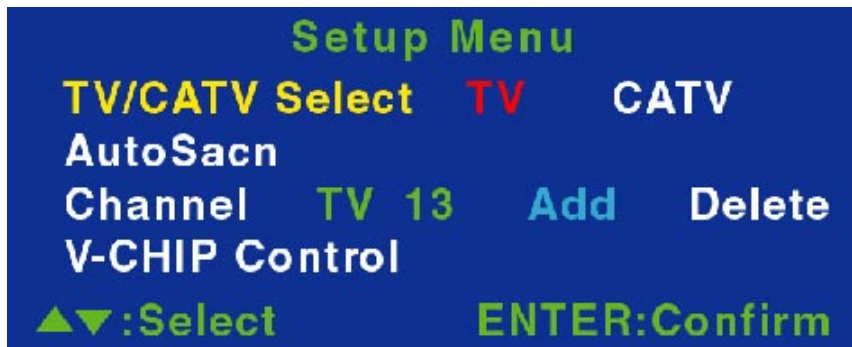 Setup Menu
TV/CATV Select TV CATV
AutoSacn
Channel TV 13 Add Delete
V-CHIP Control
▲▼:Select ENTER:Confirm